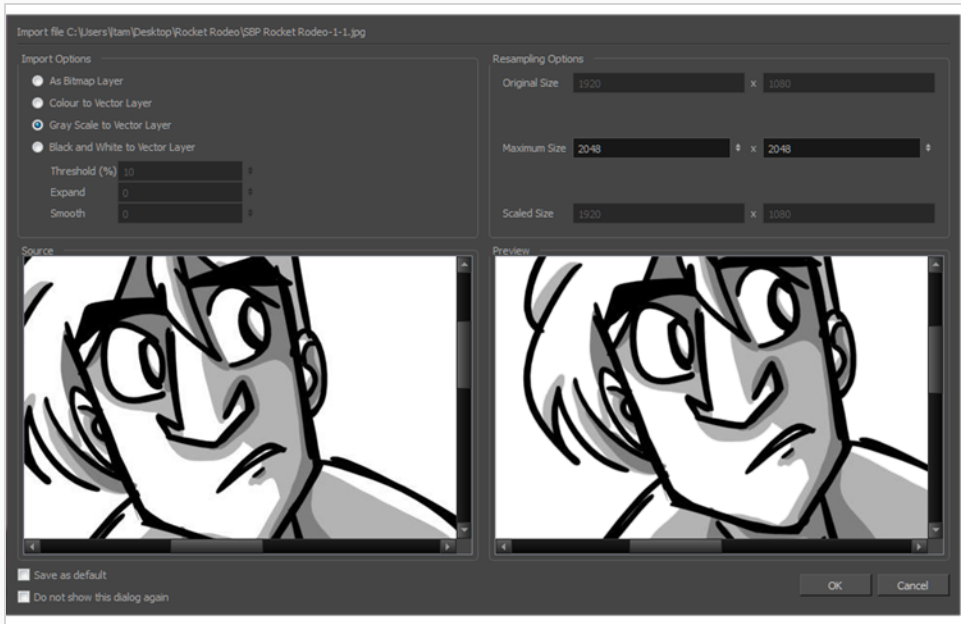 Import file C:\Users\ltam\Desktop\Rocket Rodeo\SBP Rocket Rodeo-1-1.jpg
Import Options
As Bitmap Layer
Colour to Vector Layer
Gray Scale to Vector Layer
Black and White to Vector Layer
Threshold (%) 10
Expand 0
Smooth 0
Resampling Options
Original Size 1920 x 1080
Maximum Size 2048 x 2048
Scaled Size 1920 x 1080
Source
Preview
Save as default
Do not show this dialog again
OK
Cancel